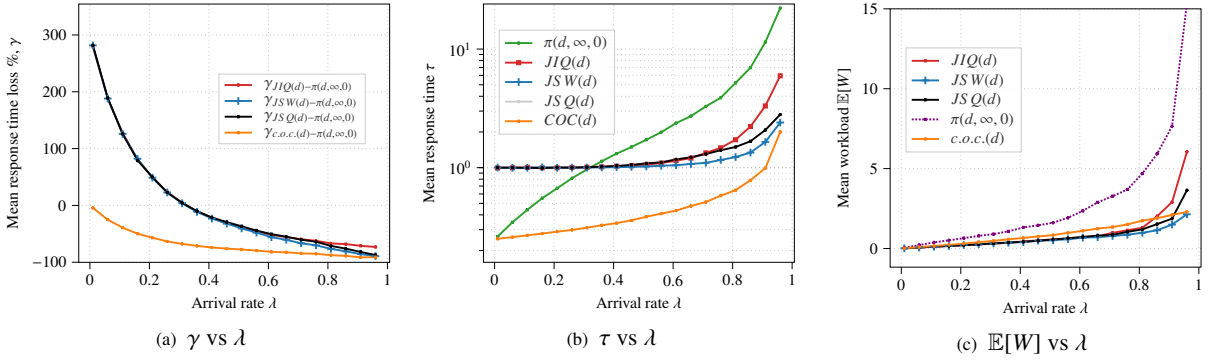 Mean response time loss %, γ
300
200
100
0
−100
γJIQ(d)−π(d,∞,0)
γJSW(d)−π(d,∞,0)
γJSQ(d)−π(d,∞,0)
γc.o.c.(d)−π(d,∞,0)
0 0.2 0.4 0.6 0.8 1
Arrival rate λ
(a) γ vs λ
Mean response time τ
10¹
10⁰
π(d, ∞, 0)
JIQ(d)
JSW(d)
JSQ(d)
COC(d)
0 0.2 0.4 0.6 0.8 1
Arrival rate λ
(b) τ vs λ
Mean workload 𝔼[W]
15
10
5
0
JIQ(d)
JSW(d)
JSQ(d)
π(d, ∞, 0)
c.o.c.(d)
0 0.2 0.4 0.6 0.8 1
Arrival rate λ
(c) 𝔼[W] vs λ